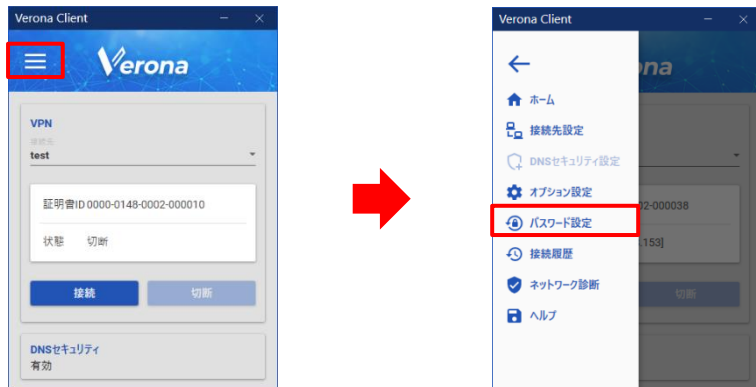 Verona Client
Verona
VPN
接続先
test
証明書ID 0000-0148-0002-000010
状態 切断
接続 切断
DNSセキュリティ
有効
Verona Client
na
ホーム
接続先設定
DNSセキュリティ設定
オプション設定
パスワード設定
02-000038
接続履歴
.153]
ネットワーク診断
切断
ヘルプ